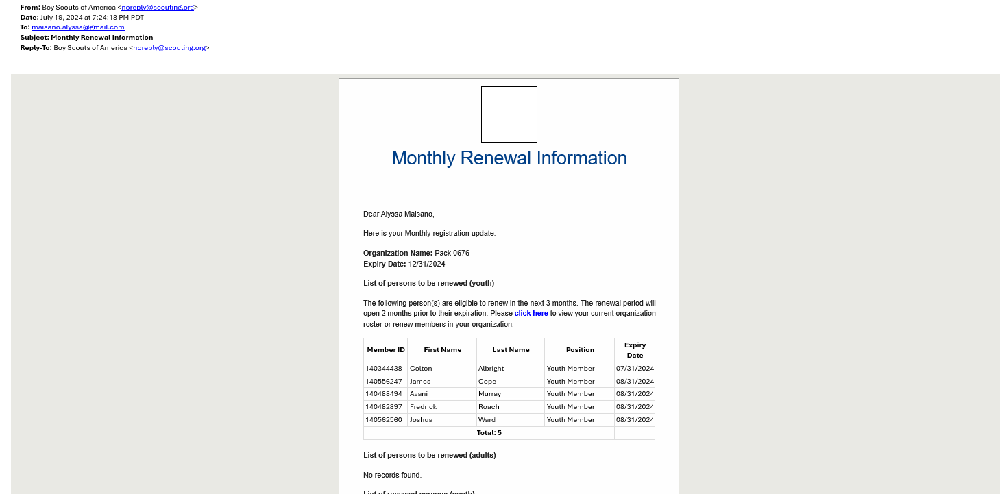 From: Boy Scouts of America <noreply@scouting.org>
Date: July 19, 2024 at 7:24:18 PM PDT
To: maisano.alyssa@gmail.com
Subject: Monthly Renewal Information
Reply-To: Boy Scouts of America <noreply@scouting.org>
Monthly Renewal Information
Dear Alyssa Maisano,
Here is your Monthly registration update.
Organization Name: Pack 0676
Expiry Date: 12/31/2024
List of persons to be renewed (youth)
The following person(s) are eligible to renew in the next 3 months. The renewal period will
open 2 months prior to their expiration. Please click here to view your current organization
roster or renew members in your organization.
Member ID First Name Last Name Position Expiry Date
140344438 Colton Albright Youth Member 07/31/2024
140556247 James Cope Youth Member 08/31/2024
140488494 Avani Murray Youth Member 08/31/2024
140482897 Fredrick Roach Youth Member 08/31/2024
140562560 Joshua Ward Youth Member 08/31/2024
Total: 5
List of persons to be renewed (adults)
No records found.
List of renewed persons (youth)